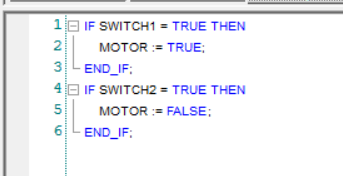 1 IF SWITCH1 = TRUE THEN
2 MOTOR := TRUE;
3 END_IF;
4 IF SWITCH2 = TRUE THEN
5 MOTOR := FALSE;
6 END_IF;